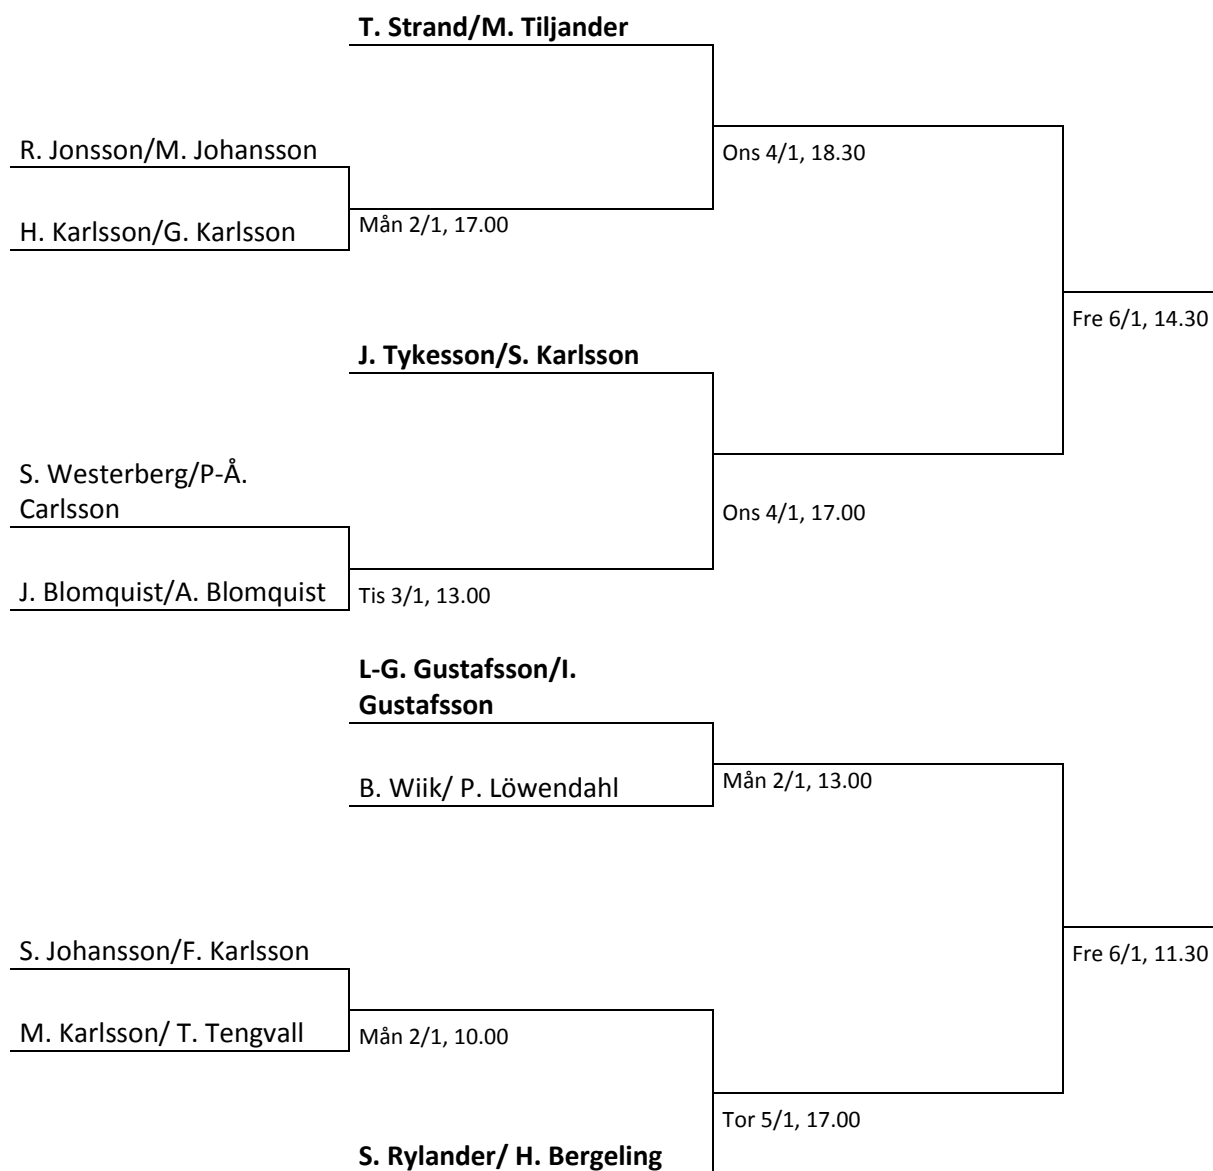 T. Strand/M. Tiljander
R. Jonsson/M. Johansson
Ons 4/1, 18.30
H. Karlsson/G. Karlsson
Mån 2/1, 17.00
Fre 6/1, 14.30
J. Tykesson/S. Karlsson
S. Westerberg/P-Å.
Carlsson
Ons 4/1, 17.00
J. Blomquist/A. Blomquist
Tis 3/1, 13.00
L-G. Gustafsson/I.
Gustafsson
B. Wiik/ P. Löwendahl
Mån 2/1, 13.00
S. Johansson/F. Karlsson
Fre 6/1, 11.30
M. Karlsson/ T. Tengvall
Mån 2/1, 10.00
Tor 5/1, 17.00
S. Rylander/ H. Bergeling